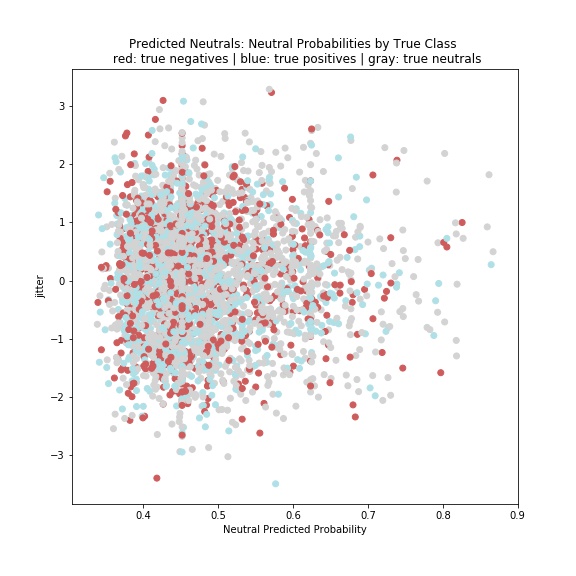 Predicted Neutrals: Neutral Probabilities by True Class
red: true negatives | blue: true positives | gray: true neutrals
3
2
1
0
−1
−2
−3
jitter
0.4 0.5 0.6 0.7 0.8 0.9
Neutral Predicted Probability